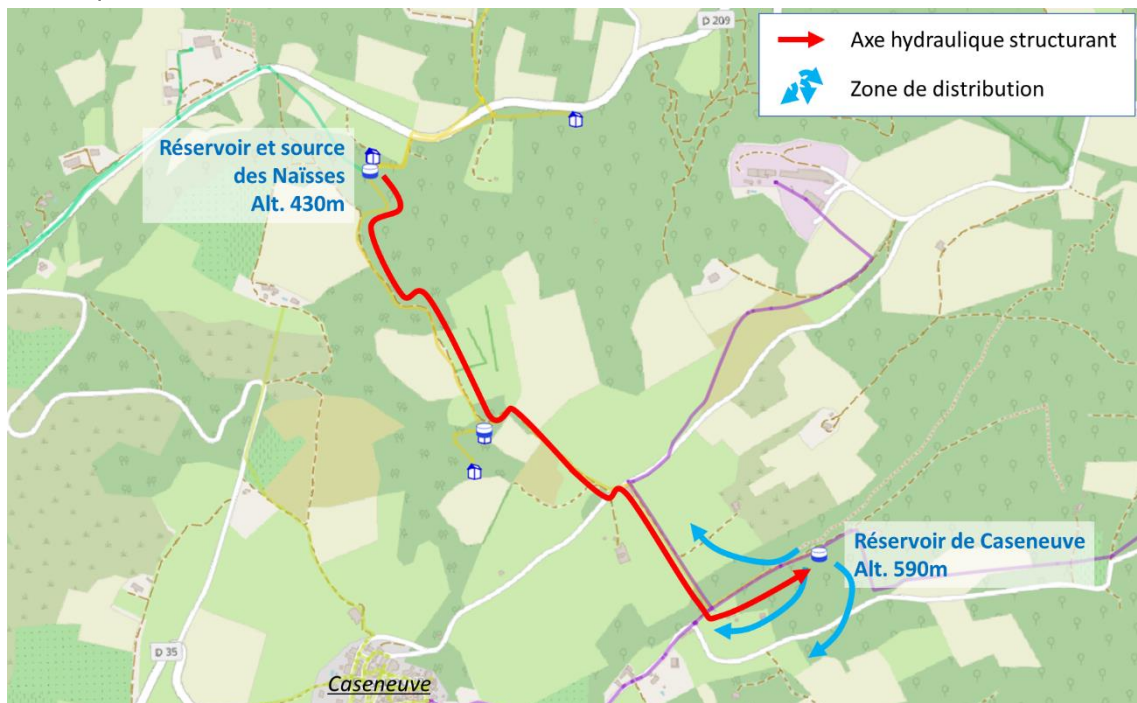 D 209
Axe hydraulique structurant
Zone de distribution
Réservoir et source
des Naïsses
Alt. 430m
Réservoir de Caseneuve
Alt. 590m
D 35
Caseneuve